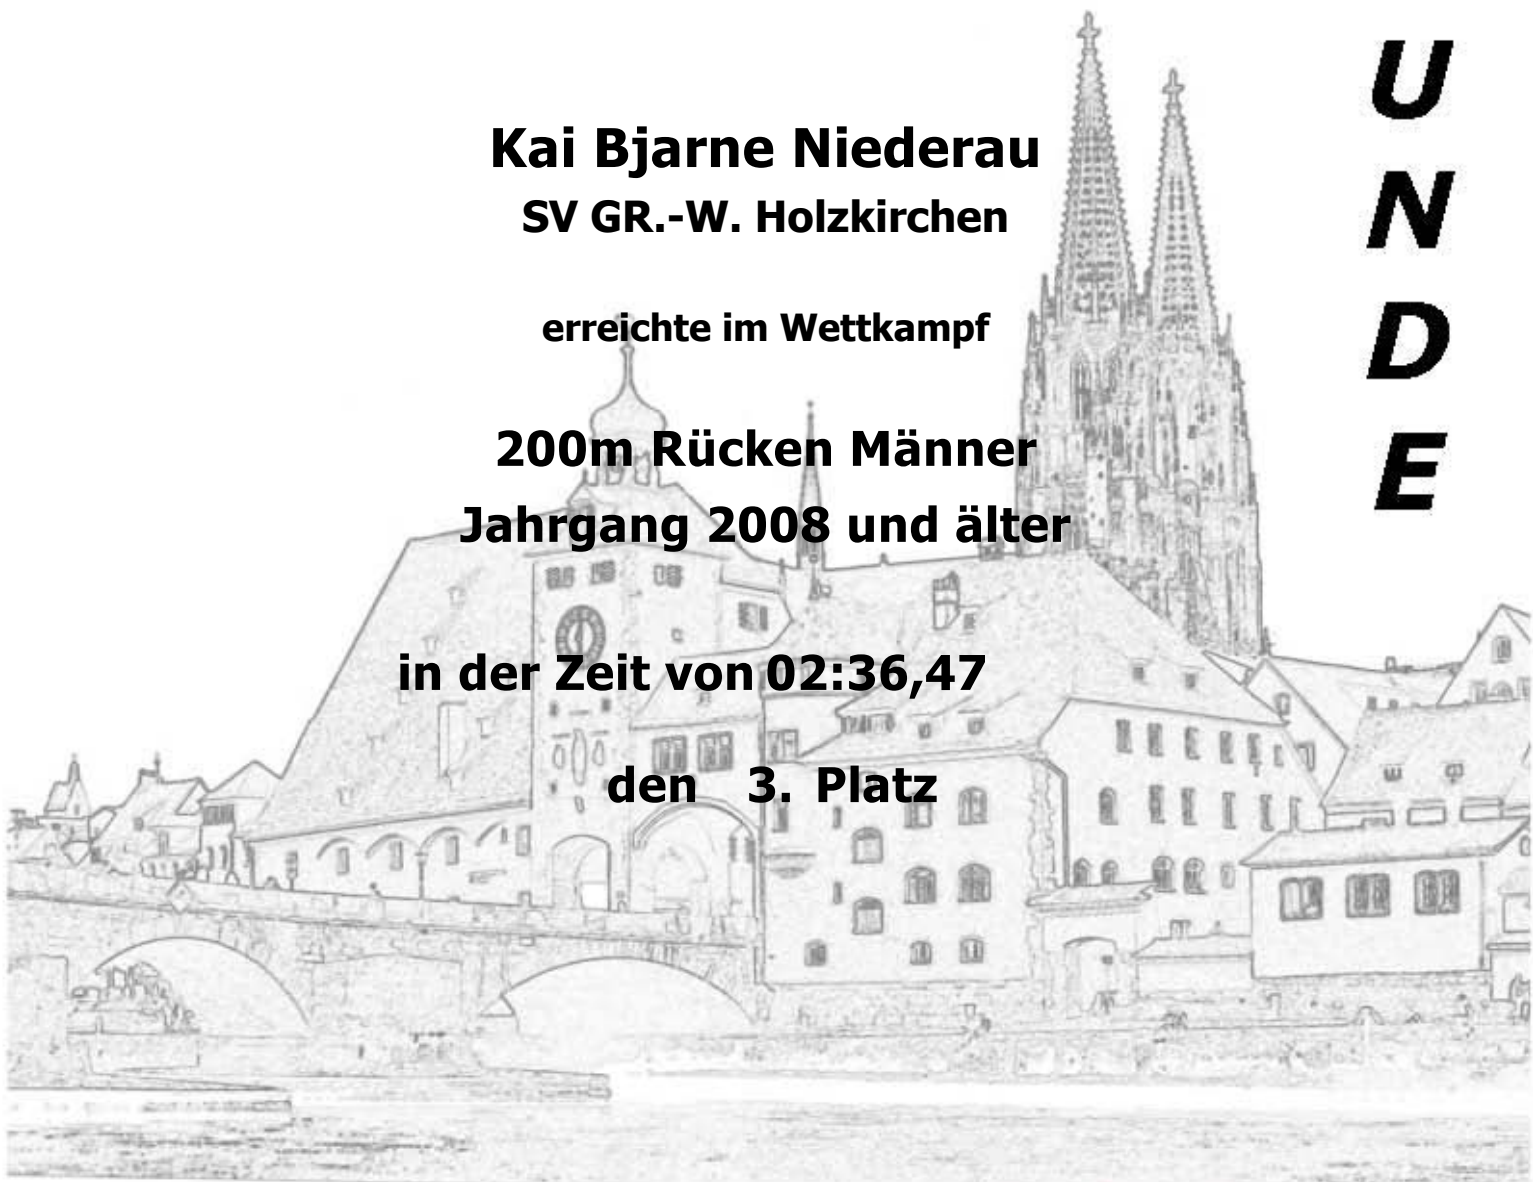 Kai Bjarne Niederau
SV GR.-W. Holzkirchen
erreichte im Wettkampf
200m Rücken Männer
Jahrgang 2008 und älter
in der Zeit von 02:36,47
den 3. Platz
U
N
D
E